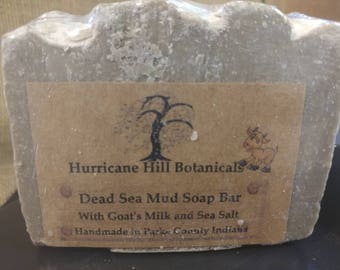 Hurricane Hill Botanicals
Dead Sea Mud Soap Bar
With Goat's Milk and Sea Salt
Handmade in Parke County Indiana